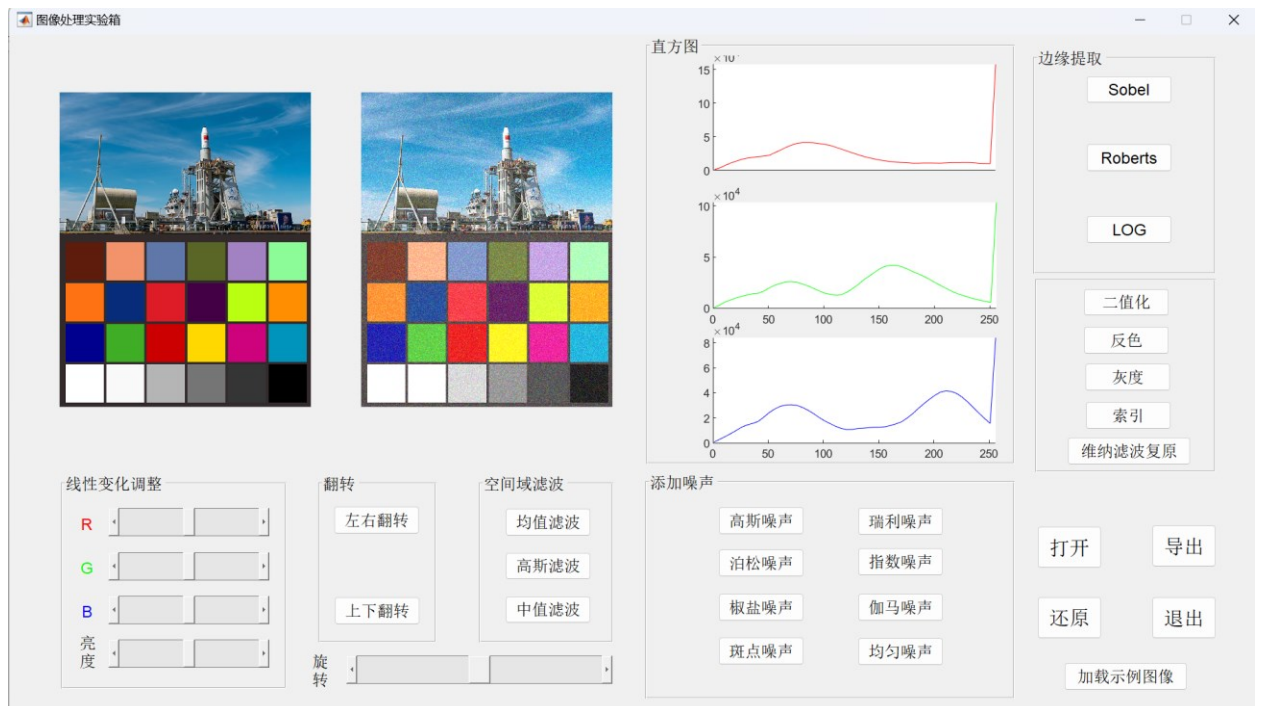 图像处理实验箱
直方图
15
10
5
0
×10⁴
10
5
0
0 50 100 150 200 250
×10⁴
8
6
4
2
0
0 50 100 150 200 250
边缘提取
Sobel
Roberts
LOG
二值化
反色
灰度
索引
维纳滤波复原
线性变化调整
R
G
B
亮度
翻转
左右翻转
上下翻转
旋转
空间域滤波
均值滤波
高斯滤波
中值滤波
添加噪声
高斯噪声 瑞利噪声
泊松噪声 指数噪声
椒盐噪声 伽马噪声
斑点噪声 均匀噪声
打开 导出
还原 退出
加载示例图像